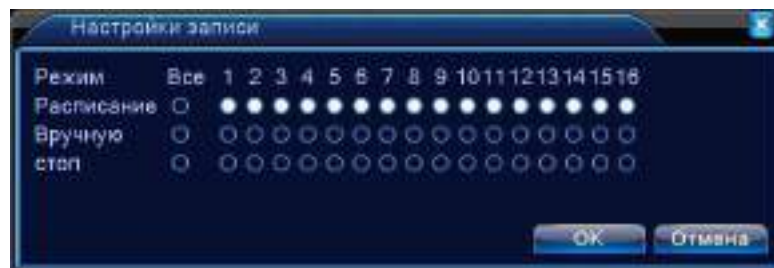 Настройки записи
Режим Все 1 2 3 4 5 6 7 8 9 10 11 12 13 14 15 16
Расписание
Вручную
стоп
OK Отмена